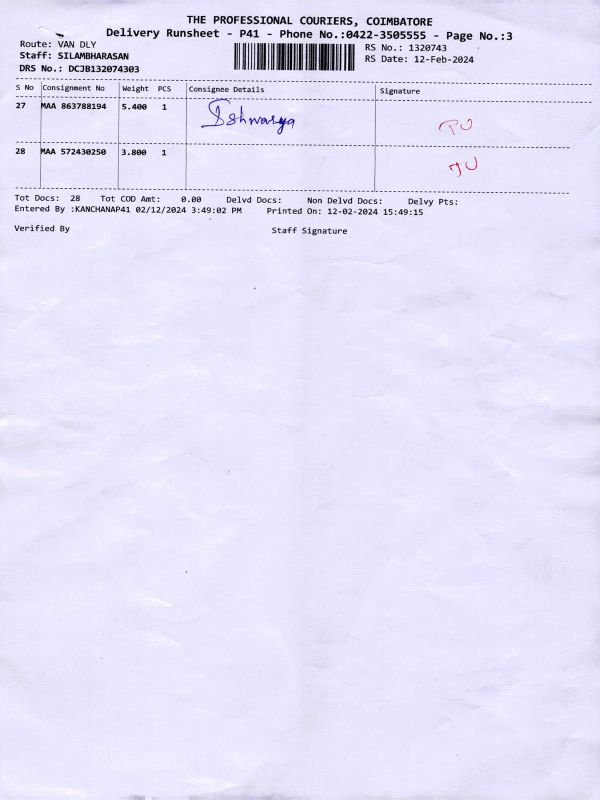 THE PROFESSIONAL COURIERS, COIMBATORE
Delivery Runsheet - P41 - Phone No.:0422-3505555 - Page No.:3
Route: VAN DLY
RS No.: 1320743
Staff: SILAMBHARASAN
RS Date: 12-Feb-2024
DRS No.: DCJB132074303
S No Consignment No Weight PCS Consignee Details Signature
27 MAA 863788194 5.400 1
28 MAA 572430250 3.800 1
Tot Docs: 28 Tot COD Amt: 0.00 Delvd Docs: Non Delvd Docs: Delvy Pts:
Entered By :KANCHANAP41 02/12/2024 3:49:02 PM Printed On: 12-02-2024 15:49:15
Verified By Staff Signature